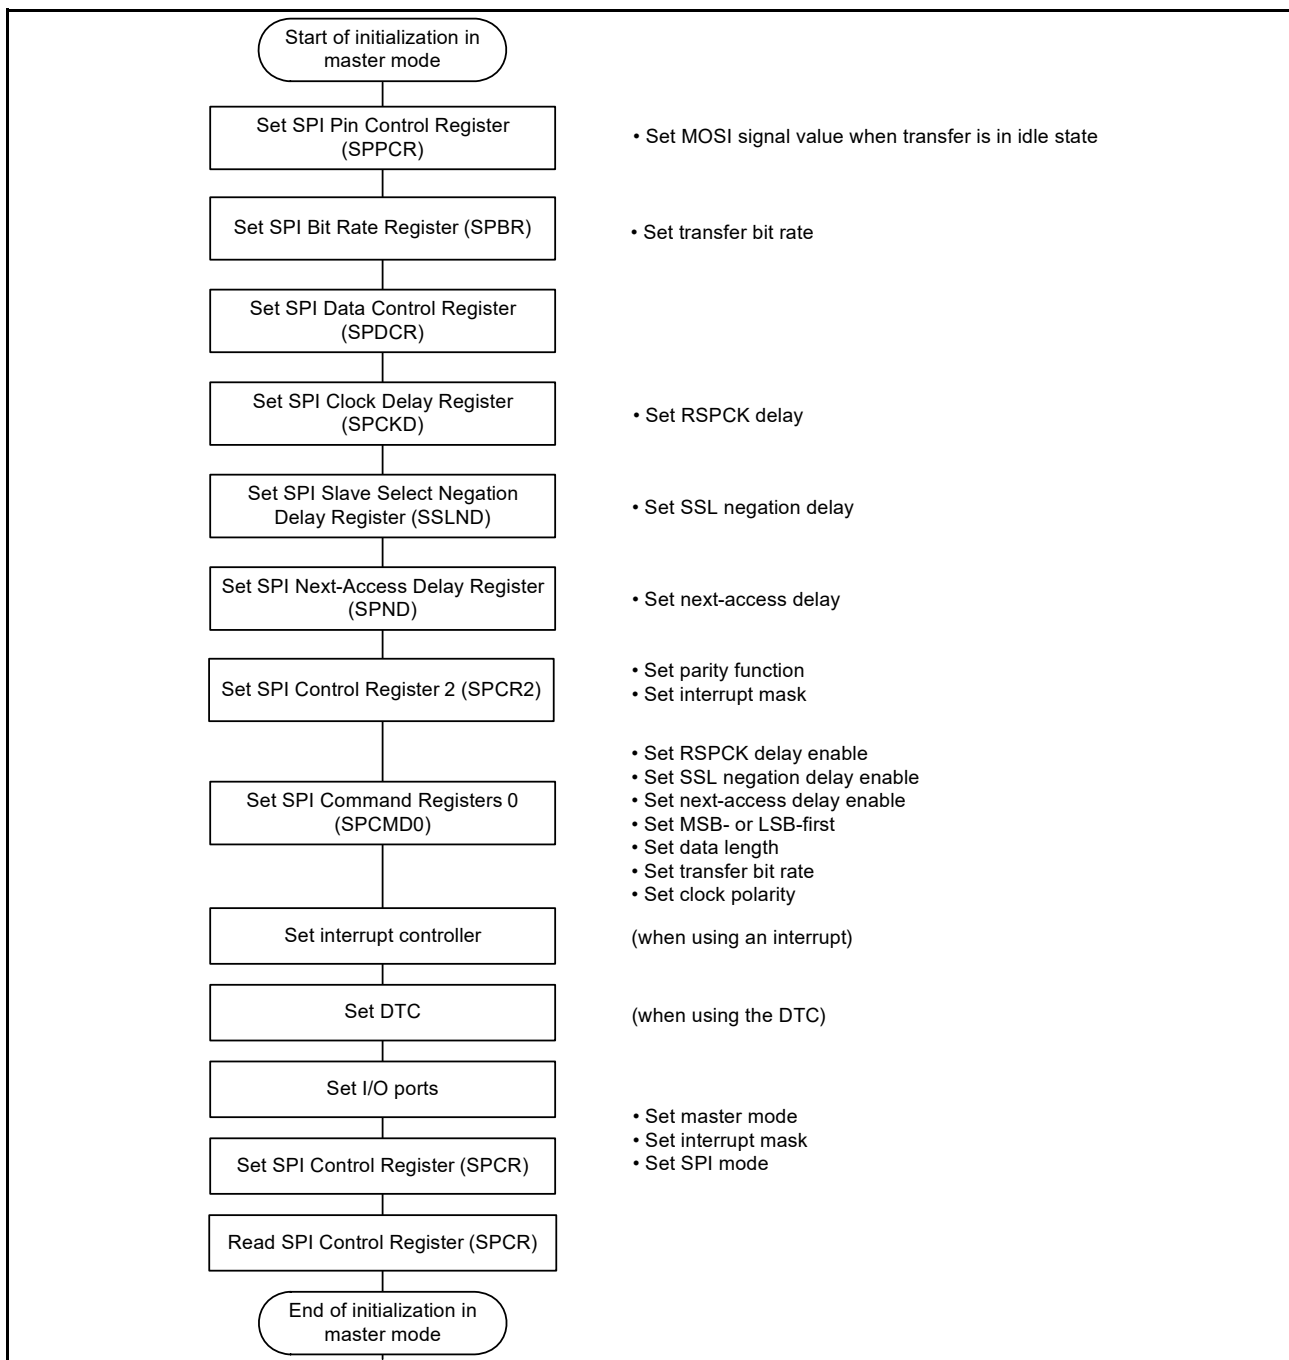 Start of initialization in
master mode
Set SPI Pin Control Register
(SPPCR)
• Set MOSI signal value when transfer is in idle state
Set SPI Bit Rate Register (SPBR)
• Set transfer bit rate
Set SPI Data Control Register
(SPDCR)
Set SPI Clock Delay Register
(SPCKD)
• Set RSPCK delay
Set SPI Slave Select Negation
Delay Register (SSLND)
• Set SSL negation delay
Set SPI Next-Access Delay Register
(SPND)
• Set next-access delay
Set SPI Control Register 2 (SPCR2)
• Set parity function
• Set interrupt mask
Set SPI Command Registers 0
(SPCMD0)
• Set RSPCK delay enable
• Set SSL negation delay enable
• Set next-access delay enable
• Set MSB- or LSB-first
• Set data length
• Set transfer bit rate
• Set clock polarity
Set interrupt controller
(when using an interrupt)
Set DTC
(when using the DTC)
Set I/O ports
Set SPI Control Register (SPCR)
• Set master mode
• Set interrupt mask
• Set SPI mode
Read SPI Control Register (SPCR)
End of initialization in
master mode